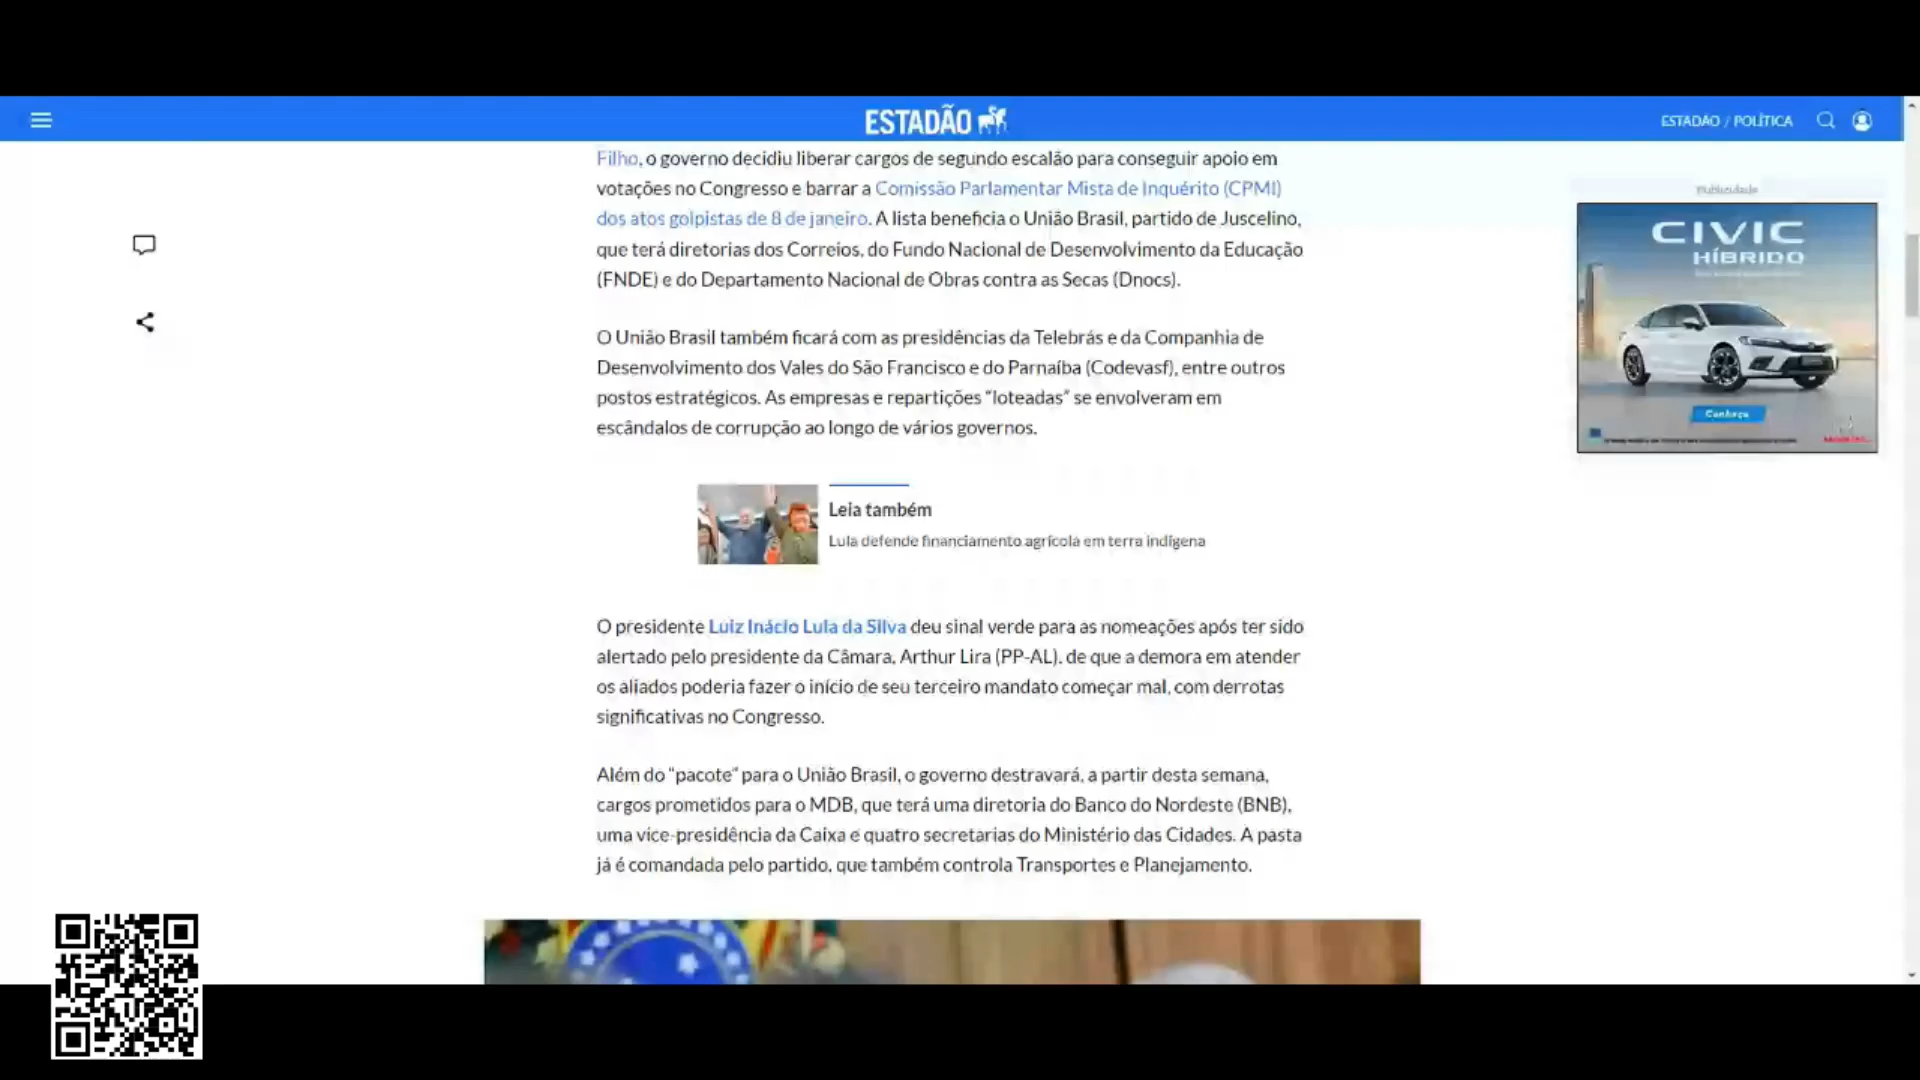 ESTADÃO
ESTADÃO / POLÍTICA
Filho, o governo decidiu liberar cargos de segundo escalão para conseguir apoio em
votações no Congresso e barrar a Comissão Parlamentar Mista de Inquérito (CPMI)
dos atos golpistas de 8 de janeiro. A lista beneficia o União Brasil, partido de Juscelino,
que terá diretorias dos Correios, do Fundo Nacional de Desenvolvimento da Educação
(FNDE) e do Departamento Nacional de Obras contra as Secas (Dnocs).
O União Brasil também ficará com as presidências da Telebrás e da Companhia de
Desenvolvimento dos Vales do São Francisco e do Parnaíba (Codevasf), entre outros
postos estratégicos. As empresas e repartições “loteadas” se envolveram em
escândalos de corrupção ao longo de vários governos.
Leia também
Lula defende financiamento agrícola em terra indígena
O presidente Luiz Inácio Lula da Silva deu sinal verde para as nomeações após ter sido
alertado pelo presidente da Câmara, Arthur Lira (PP-AL), de que a demora em atender
os aliados poderia fazer o início de seu terceiro mandato começar mal, com derrotas
significativas no Congresso.
Além do “pacote” para o União Brasil, o governo destravará, a partir desta semana,
cargos prometidos para o MDB, que terá uma diretoria do Banco do Nordeste (BNB),
uma vice-presidência da Caixa e quatro secretarias do Ministério das Cidades. A pasta
já é comandada pelo partido, que também controla Transportes e Planejamento.
Publicidade
CIVIC
HÍBRIDO
Conheça